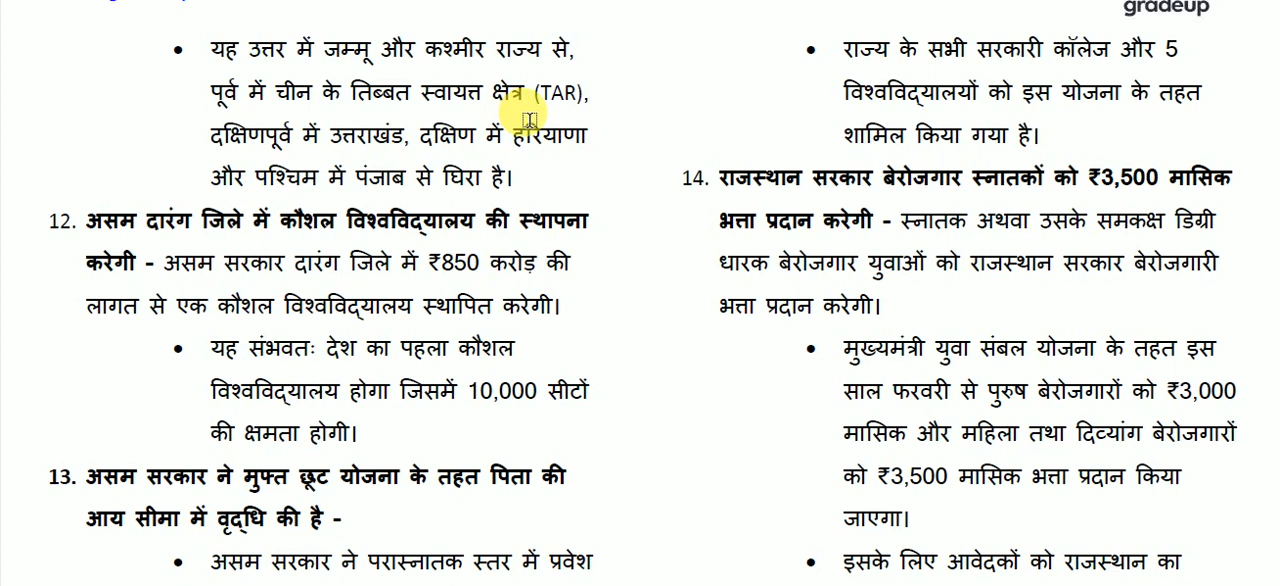 gradeup
• यह उत्तर में जम्मू और कश्मीर राज्य से,
पूर्व में चीन के तिब्बत स्वायत्त क्षेत्र (TAR),
दक्षिणपूर्व में उत्तराखंड, दक्षिण में हरियाणा
और पश्चिम में पंजाब से घिरा है।
12. असम दारंग जिले में कौशल विश्वविद्यालय की स्थापना
करेगी - असम सरकार दारंग जिले में ₹850 करोड़ की
लागत से एक कौशल विश्वविद्यालय स्थापित करेगी।
• यह संभवतः देश का पहला कौशल
विश्वविद्यालय होगा जिसमें 10,000 सीटों
की क्षमता होगी।
13. असम सरकार ने मुफ्त छूट योजना के तहत पिता की
आय सीमा में वृद्धि की है -
• असम सरकार ने परास्नातक स्तर में प्रवेश
• राज्य के सभी सरकारी कॉलेज और 5
विश्वविद्यालयों को इस योजना के तहत
शामिल किया गया है।
14. राजस्थान सरकार बेरोजगार स्नातकों को ₹3,500 मासिक
भत्ता प्रदान करेगी - स्नातक अथवा उसके समकक्ष डिग्री
धारक बेरोजगार युवाओं को राजस्थान सरकार बेरोजगारी
भत्ता प्रदान करेगी।
• मुख्यमंत्री युवा संबल योजना के तहत इस
साल फरवरी से पुरुष बेरोजगारों को ₹3,000
मासिक और महिला तथा दिव्यांग बेरोजगारों
को ₹3,500 मासिक भत्ता प्रदान किया
जाएगा।
• इसके लिए आवेदकों को राजस्थान का